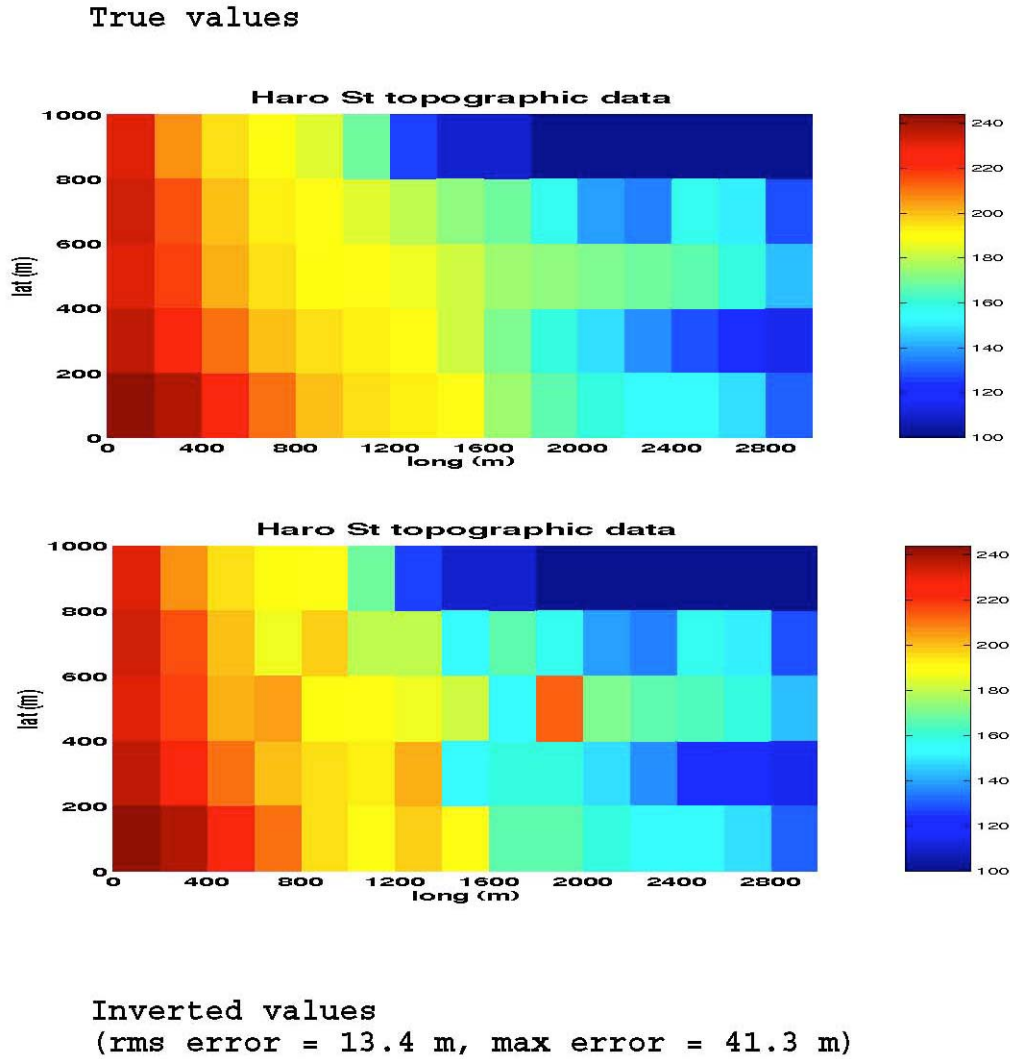 True values
Haro St topographic data
1000
800
600
400
200
0
lat (m)
0 400 800 1200 1600 2000 2400 2800
long (m)
240
220
200
180
160
140
120
100
Haro St topographic data
1000
800
600
400
200
0
lat (m)
0 400 800 1200 1600 2000 2400 2800
long (m)
240
220
200
180
160
140
120
100
Inverted values
(rms error = 13.4 m, max error = 41.3 m)